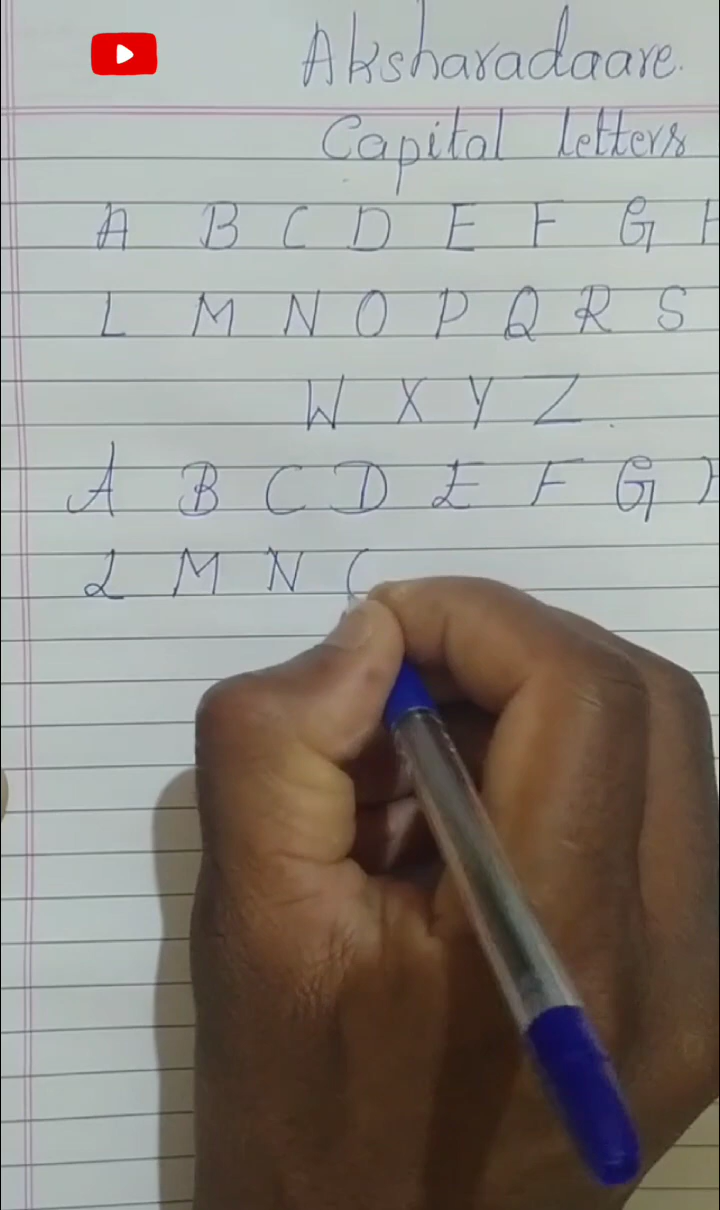 Aksharadaare.
Capital letters
A B C D E F G H
L M N O P Q R S
W X Y Z .
A B C D E F G H
L M N C